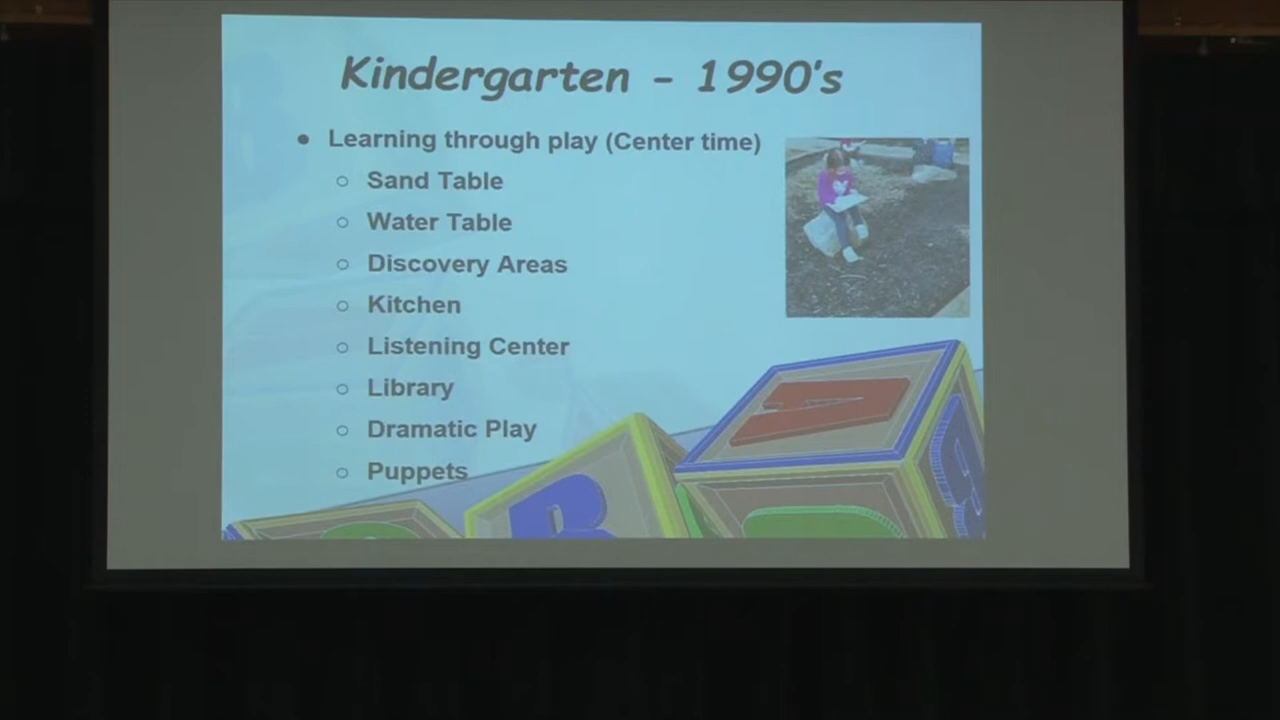 Kindergarten - 1990's
● Learning through play (Center time)
○ Sand Table
○ Water Table
○ Discovery Areas
○ Kitchen
○ Listening Center
○ Library
○ Dramatic Play
○ Puppets
B